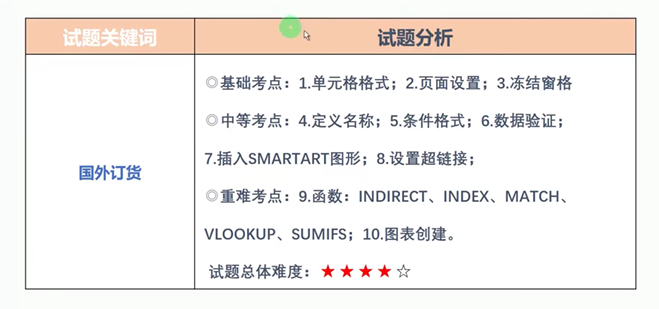 试题关键词
试题分析
国外订货
◎基础考点：1.单元格格式；2.页面设置；3.冻结窗格
◎中等考点：4.定义名称；5.条件格式；6.数据验证；
7.插入SMARTART图形；8.设置超链接；
◎重难考点：9.函数：INDIRECT、INDEX、MATCH、
VLOOKUP、SUMIFS；10.图表创建。
试题总体难度：★★★★☆